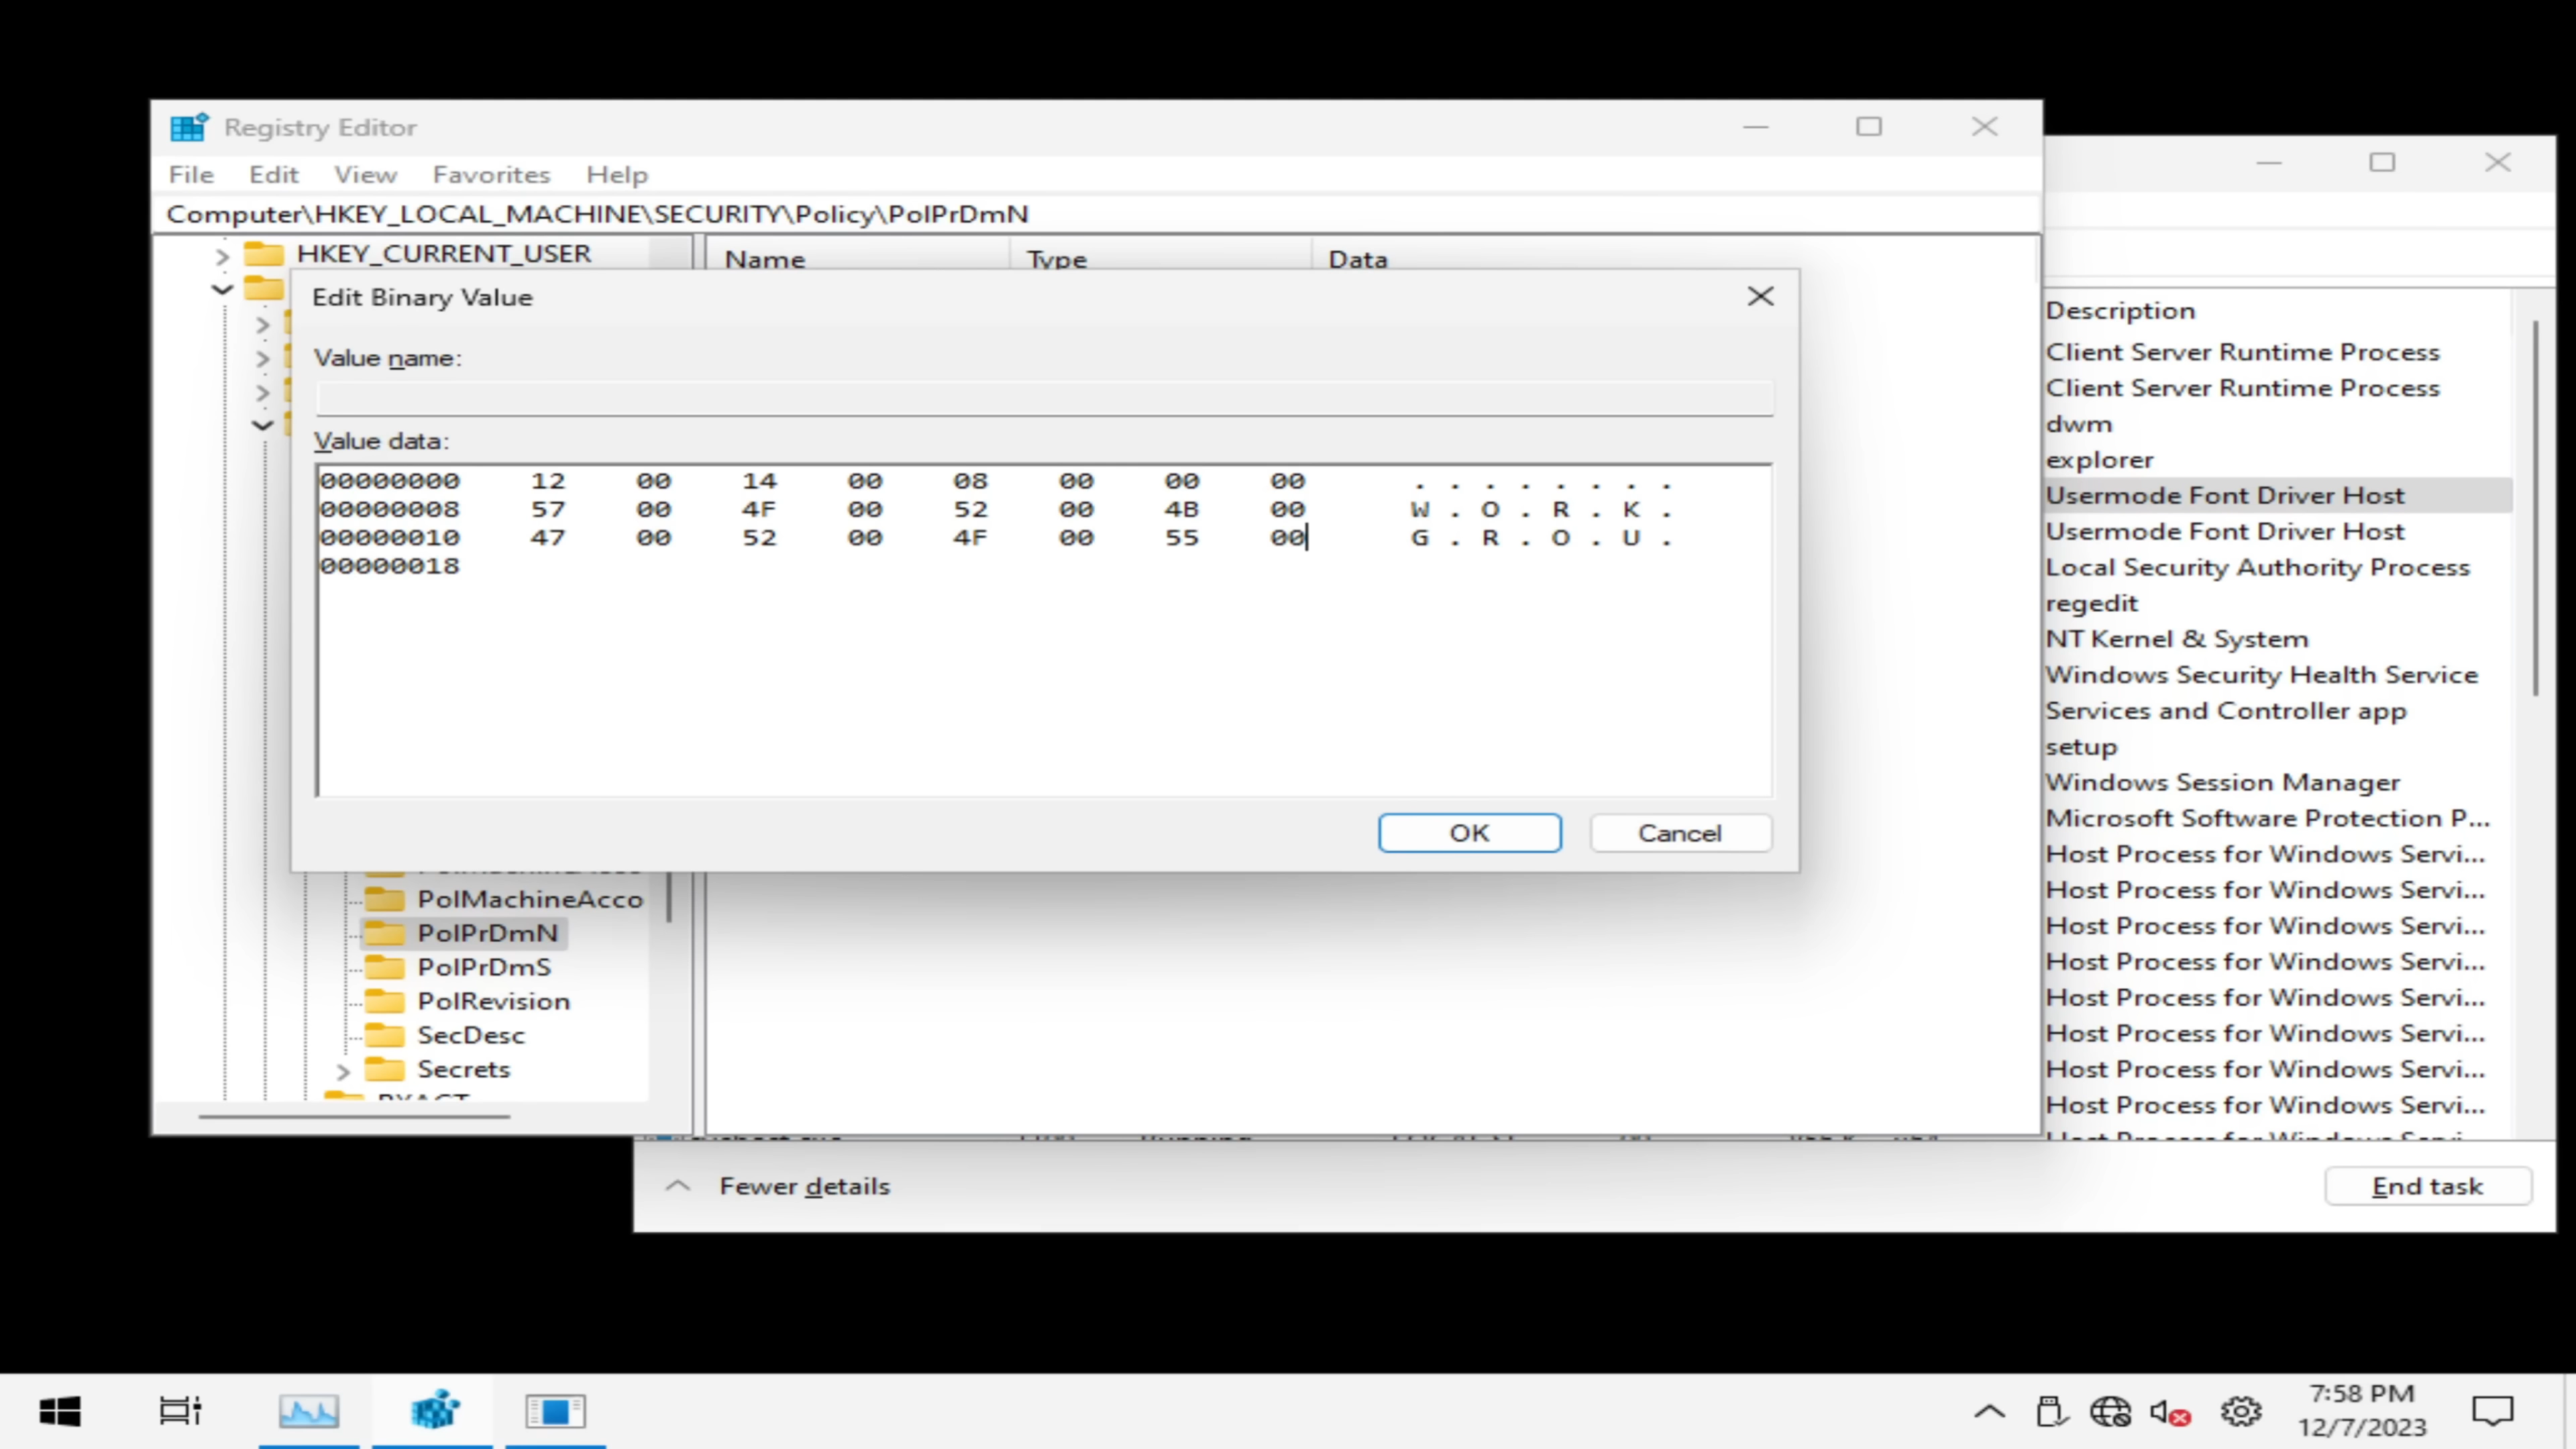 Registry Editor
File Edit View Favorites Help
Computer\HKEY_LOCAL_MACHINE\SECURITY\Policy\PolPrDmN
HKEY_CURRENT_USER
Name Type Data
Edit Binary Value
Value name:
Value data:
00000000 12 00 14 00 08 00 00 00 . . . . . . . .
00000008 57 00 4F 00 52 00 4B 00 W . O . R . K .
00000010 47 00 52 00 4F 00 55 00 G . R . O . U .
00000018
OK Cancel
PolMachineAcco
PolPrDmN
PolPrDmS
PolRevision
SecDesc
Secrets
RXACT
Description
Client Server Runtime Process
Client Server Runtime Process
dwm
explorer
Usermode Font Driver Host
Usermode Font Driver Host
Local Security Authority Process
regedit
NT Kernel & System
Windows Security Health Service
Services and Controller app
setup
Windows Session Manager
Microsoft Software Protection P...
Host Process for Windows Servi...
Host Process for Windows Servi...
Host Process for Windows Servi...
Host Process for Windows Servi...
Host Process for Windows Servi...
Host Process for Windows Servi...
Host Process for Windows Servi...
Host Process for Windows Servi...
Host Process for Windows Servi
Fewer details
End task
7:58 PM
12/7/2023